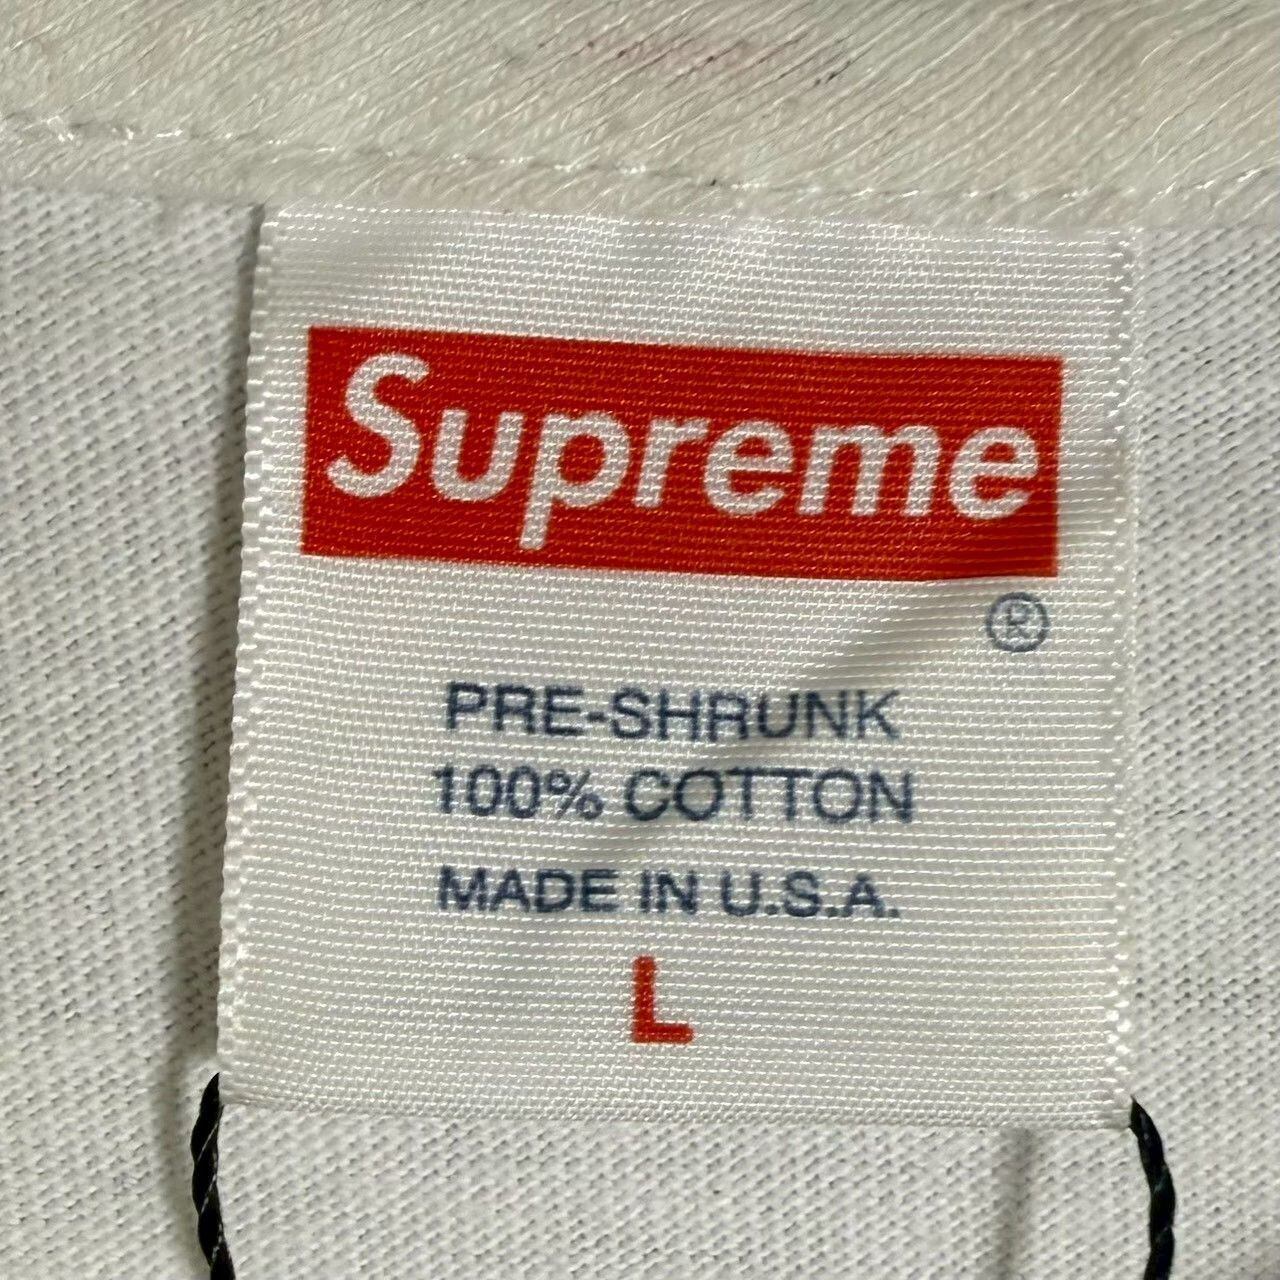 Supreme
®
PRE-SHRUNK
100% COTTON
MADE IN U.S.A.
L